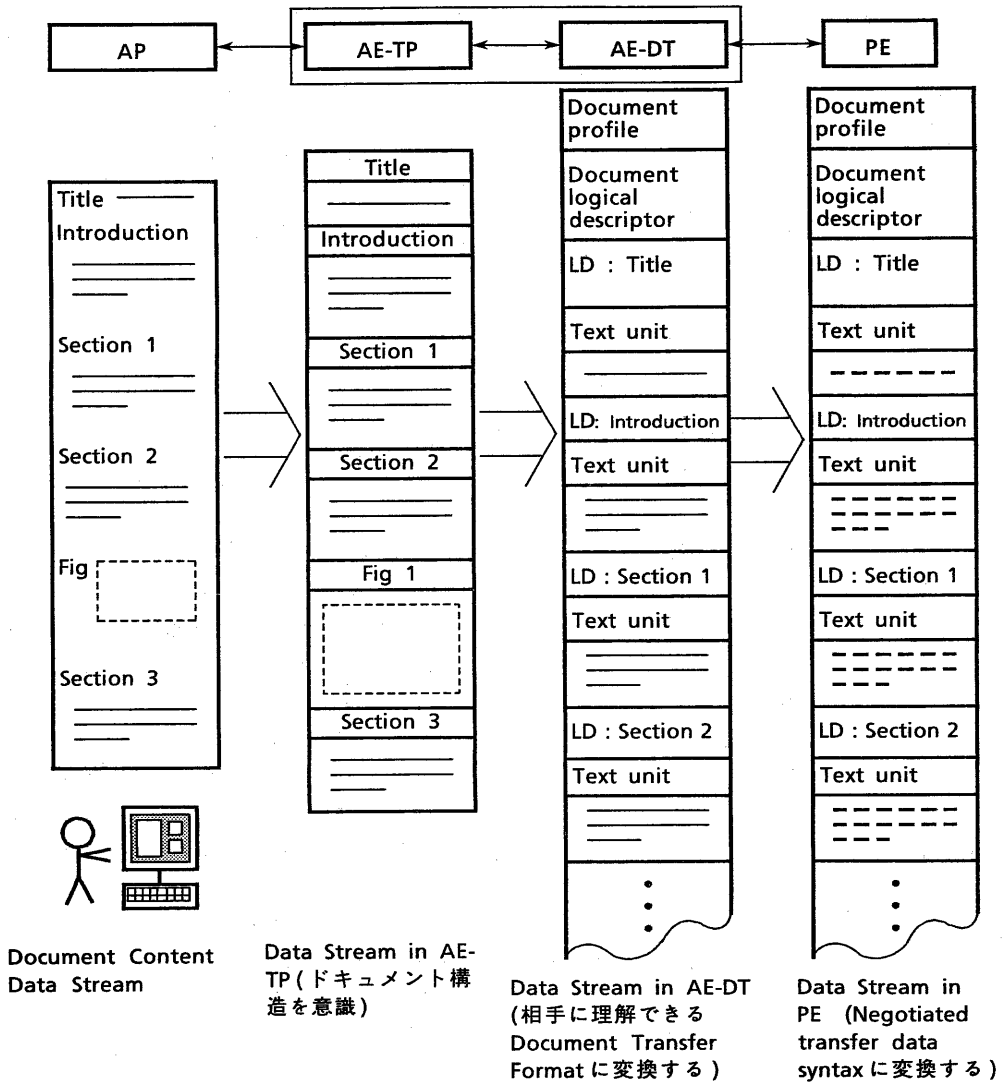 AP
AE-TP
AE-DT
PE
Title
Introduction
Section 1
Section 2
Fig
Section 3
Document Content
Data Stream
Title
Introduction
Section 1
Section 2
Fig 1
Section 3
Data Stream in AE-
TP(ドキュメント構
造を意識)
Document
profile
Document
logical
descriptor
LD : Title
Text unit
LD: Introduction
Text unit
LD : Section 1
Text unit
LD : Section 2
Text unit
Data Stream in AE-DT
(相手に理解できる
Document Transfer
Format に変換する)
Document
profile
Document
logical
descriptor
LD : Title
Text unit
LD: Introduction
Text unit
LD : Section 1
Text unit
LD : Section 2
Text unit
Data Stream in
PE (Negotiated
transfer data
syntax に変換する)